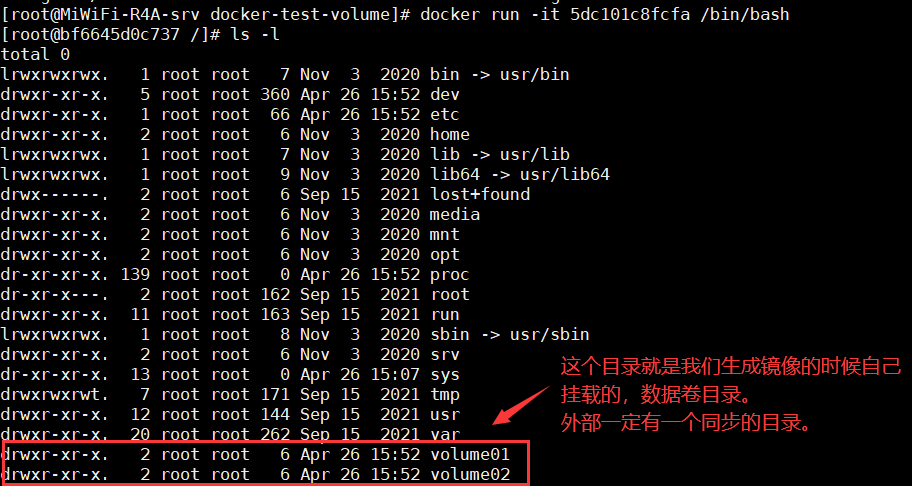 [root@MiWiFi-R4A-srv docker-test-volume]# docker run -it 5dc101c8fcfa /bin/bash
[root@bf6645d0c737 /]# ls -l
total 0
lrwxrwxrwx.   1 root root   7 Nov  3  2020 bin -> usr/bin
drwxr-xr-x.   5 root root 360 Apr 26 15:52 dev
drwxr-xr-x.   1 root root  66 Apr 26 15:52 etc
drwxr-xr-x.   2 root root   6 Nov  3  2020 home
lrwxrwxrwx.   1 root root   7 Nov  3  2020 lib -> usr/lib
lrwxrwxrwx.   1 root root   9 Nov  3  2020 lib64 -> usr/lib64
drwx------.   2 root root   6 Sep 15  2021 lost+found
drwxr-xr-x.   2 root root   6 Nov  3  2020 media
drwxr-xr-x.   2 root root   6 Nov  3  2020 mnt
drwxr-xr-x.   2 root root   6 Nov  3  2020 opt
dr-xr-xr-x. 139 root root   0 Apr 26 15:52 proc
dr-xr-x---.   2 root root 162 Sep 15  2021 root
drwxr-xr-x.  11 root root 163 Sep 15  2021 run
lrwxrwxrwx.   1 root root   8 Nov  3  2020 sbin -> usr/sbin
drwxr-xr-x.   2 root root   6 Nov  3  2020 srv
dr-xr-xr-x.  13 root root   0 Apr 26 15:07 sys
drwxrwxrwt.   7 root root 171 Sep 15  2021 tmp
drwxr-xr-x.  12 root root 144 Sep 15  2021 usr
drwxr-xr-x.  20 root root 262 Sep 15  2021 var
drwxr-xr-x.   2 root root   6 Apr 26 15:52 volume01
drwxr-xr-x.   2 root root   6 Apr 26 15:52 volume02
这个目录就是我们生成镜像的时候自己
挂载的，数据卷目录。
外部一定有一个同步的目录。